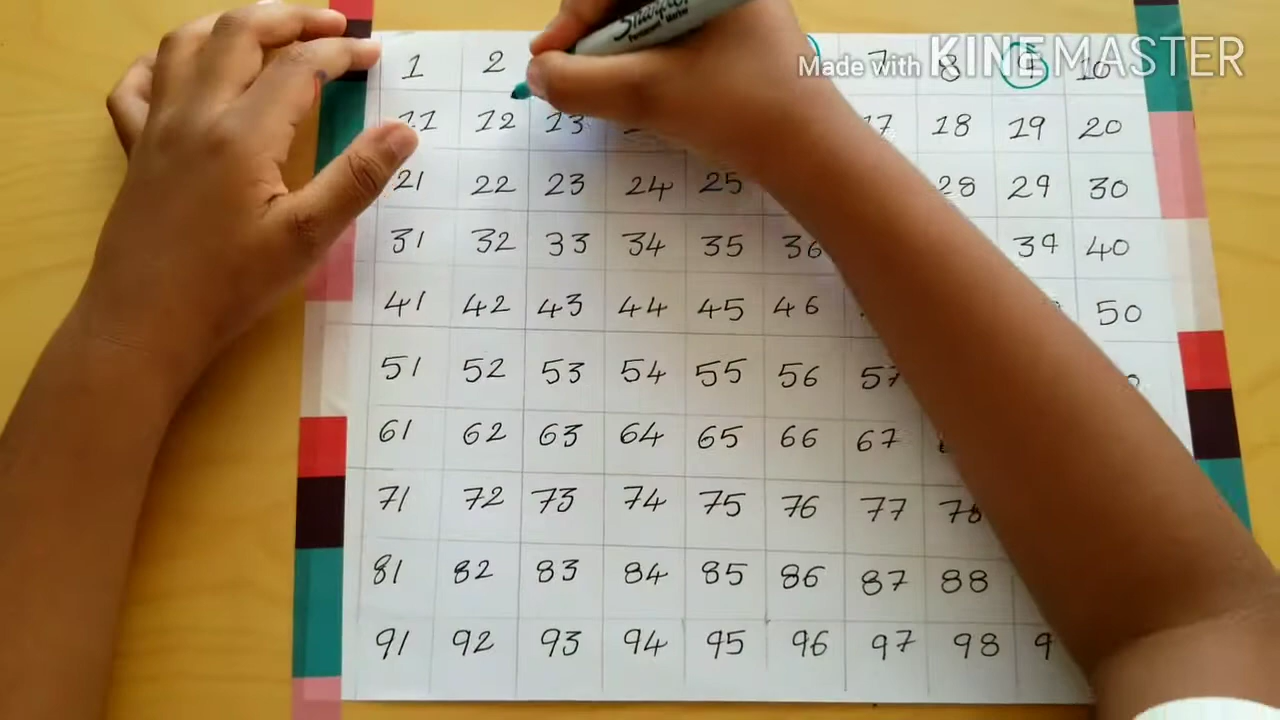 Sharpie
Permanent Marker
Made with KINEMASTER
1 2 7 8 9 10
11 12 13 17 18 19 20
21 22 23 24 25 28 29 30
31 32 33 34 35 36 39 40
41 42 43 44 45 46 50
51 52 53 54 55 56 57
61 62 63 64 65 66 67
71 72 73 74 75 76 77 78
81 82 83 84 85 86 87 88
91 92 93 94 95 96 97 98 9